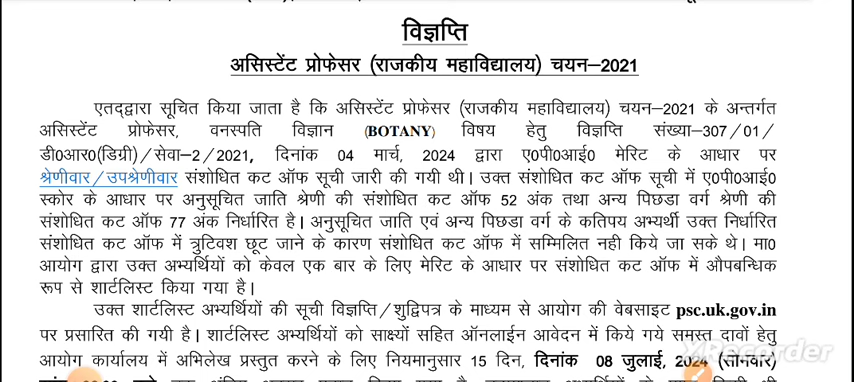 विज्ञप्ति
असिस्टेंट प्रोफेसर (राजकीय महाविद्यालय) चयन–2021
एतद्द्वारा सूचित किया जाता है कि असिस्टेंट प्रोफेसर (राजकीय महाविद्यालय) चयन–2021 के अन्तर्गत
असिस्टेंट प्रोफेसर, वनस्पति विज्ञान (BOTANY) विषय हेतु विज्ञप्ति संख्या–307/01/
डी0आर0(डिग्री)/सेवा–2/2021, दिनांक 04 मार्च, 2024 द्वारा ए0पी0आई0 मेरिट के आधार पर
श्रेणीवार/उपश्रेणीवार संशोधित कट ऑफ सूची जारी की गयी थी। उक्त संशोधित कट ऑफ सूची में ए0पी0आई0
स्कोर के आधार पर अनुसूचित जाति श्रेणी की संशोधित कट ऑफ 52 अंक तथा अन्य पिछडा वर्ग श्रेणी की
संशोधित कट ऑफ 77 अंक निर्धारित है। अनुसूचित जाति एवं अन्य पिछडा वर्ग के कतिपय अभ्यर्थी उक्त निर्धारित
संशोधित कट ऑफ में त्रुटिवश छूट जाने के कारण संशोधित कट ऑफ में सम्मिलित नही किये जा सके थे। मा0
आयोग द्वारा उक्त अभ्यर्थियों को केवल एक बार के लिए मेरिट के आधार पर संशोधित कट ऑफ में औपबन्धिक
रूप से शार्टलिस्ट किया गया है।
उक्त शार्टलिस्ट अभ्यर्थियों की सूची विज्ञप्ति/शुद्विपत्र के माध्यम से आयोग की वेबसाइट psc.uk.gov.in
पर प्रसारित की गयी है। शार्टलिस्ट अभ्यर्थियों को साक्ष्यों सहित ऑनलाईन आवेदन में किये गये समस्त दावों हेतु
आयोग कार्यालय में अभिलेख प्रस्तुत करने के लिए नियमानुसार 15 दिन, दिनांक 08 जुलाई, 2024 (सोनवार)
XRecorder